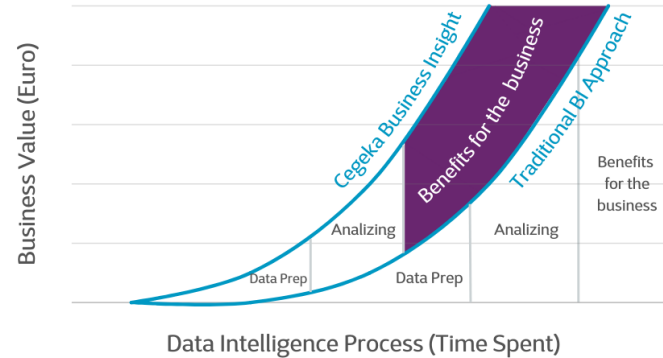 Business Value (Euro)
Cegeka Business Insight
Benefits for the business
Traditional BI Approach
Benefits
for the
business
Analizing
Analizing
Data Prep
Data Prep
Data Intelligence Process (Time Spent)